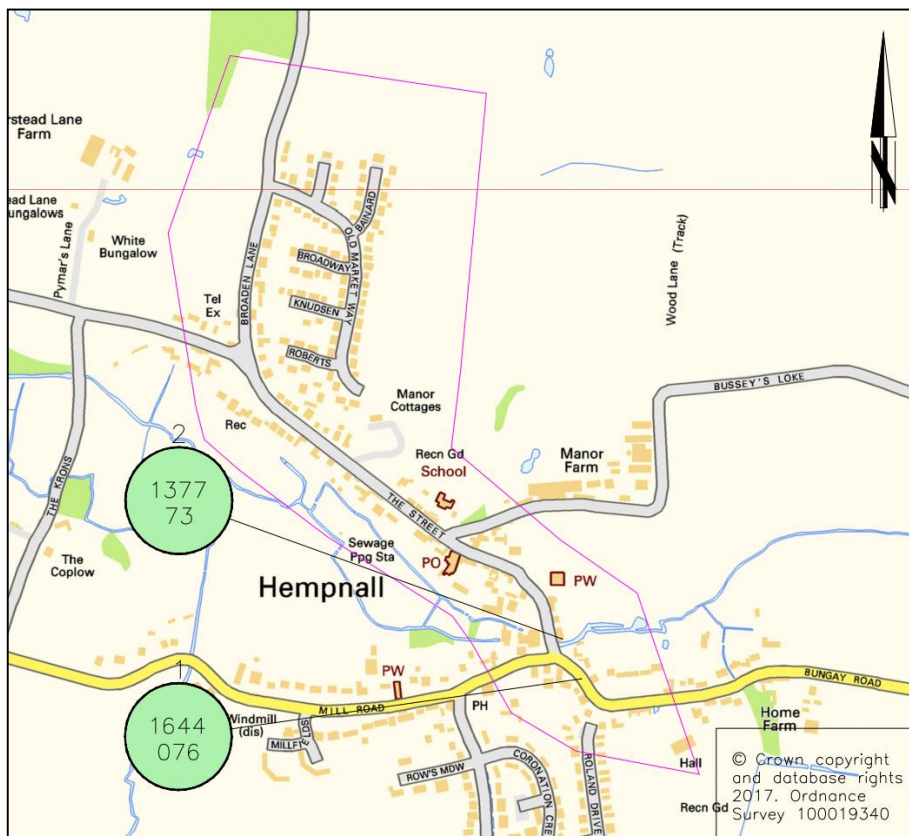 rstead Lane
Farm
ead Lane
ungalows
Pymar's Lane
White
Bungalow
Tel
Ex
BROADEN LANE
BAINARD
OLD MARKET WAY
BROADWAY
KNUDSEN
ROBERTS
Wood Lane (Track)
BUSSEY'S LOKE
Manor
Cottages
Rec
Recn Gd
School
Manor
Farm
THE STREET
THE KRONS
2
1377
73
The
Coplow
Sewage
Ppg Sta
PO
PW
Hempnall
1
1644
076
PW
MILL ROAD
Windmill
(dis)
MILLFIELDS
PH
ROW'S MDW
CORONATION CRE
ROLAND DRIVE
BUNGAY ROAD
Home
Farm
Hall
Recn Gd
N
© Crown copyright
and database rights
2017. Ordnance
Survey 100019340